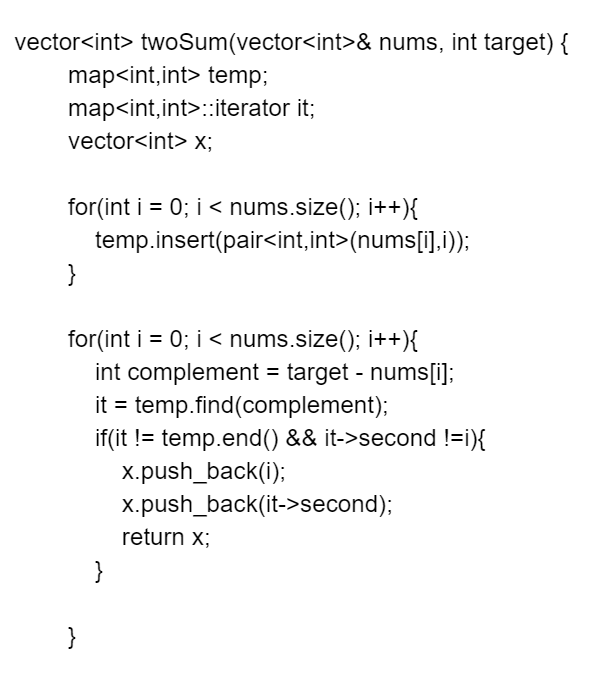 vector<int> twoSum(vector<int>& nums, int target) {
map<int,int> temp;
map<int,int>::iterator it;
vector<int> x;
for(int i = 0; i < nums.size(); i++){
temp.insert(pair<int,int>(nums[i],i));
}
for(int i = 0; i < nums.size(); i++){
int complement = target - nums[i];
it = temp.find(complement);
if(it != temp.end() && it->second !=i){
x.push_back(i);
x.push_back(it->second);
return x;
}
}